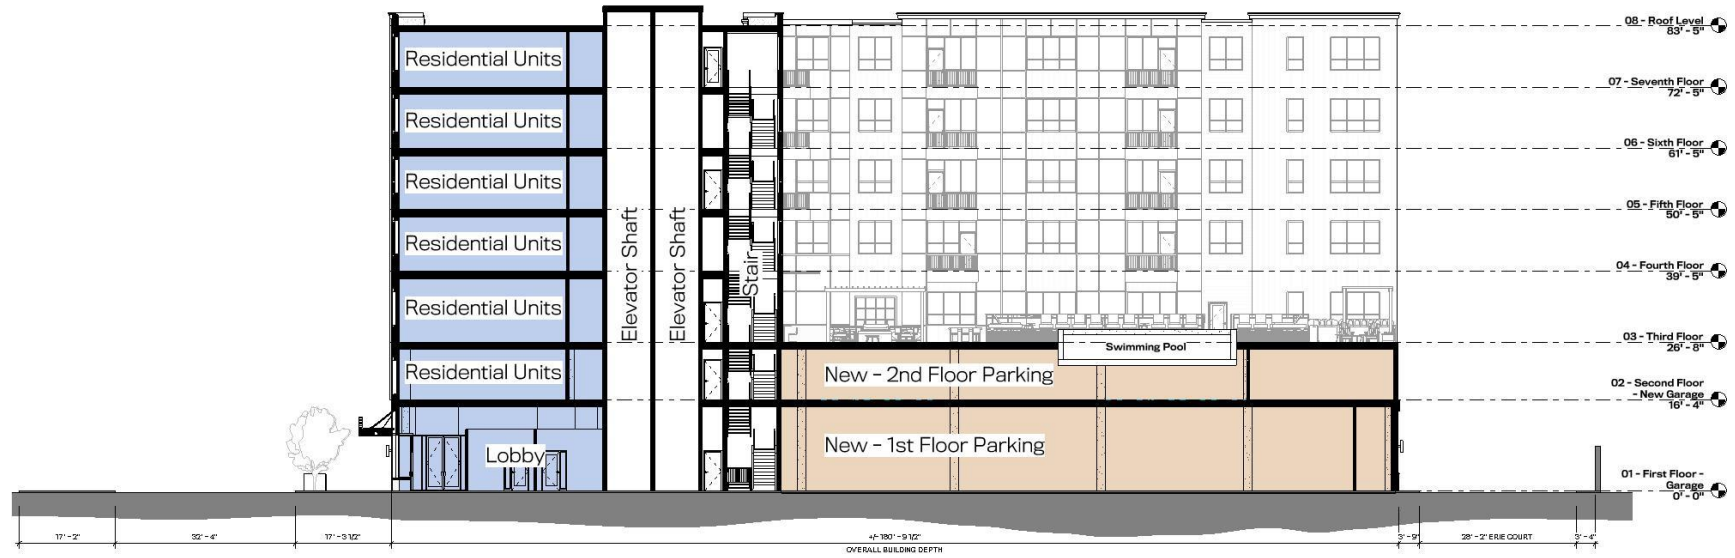 08 - Roof Level
83' - 5"
Residential Units
07 - Seventh Floor
72' - 5"
Residential Units
06 - Sixth Floor
61' - 5"
Residential Units
05 - Fifth Floor
50' - 5"
Residential Units
Elevator Shaft
Elevator Shaft
Stair
04 - Fourth Floor
39' - 5"
Residential Units
03 - Third Floor
26' - 8"
Swimming Pool
Residential Units
New - 2nd Floor Parking
02 - Second Floor
- New Garage
16' - 4"
Lobby
New - 1st Floor Parking
01 - First Floor -
Garage
0' - 0"
17' - 2"
32' - 4"
17' - 3 1/2"
+/- 180' - 9 1/2"
OVERALL BUILDING DEPTH
3' - 9"
28' - 2" ERIE COURT
3' - 4"